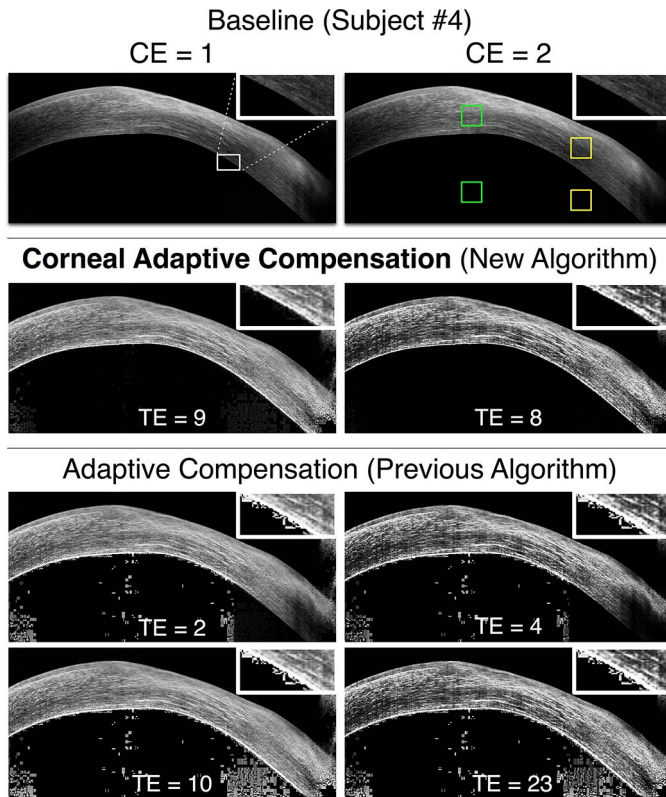 Baseline (Subject #4)
CE = 1 CE = 2
Corneal Adaptive Compensation (New Algorithm)
TE = 9 TE = 8
Adaptive Compensation (Previous Algorithm)
TE = 2 TE = 4
TE = 10 TE = 23